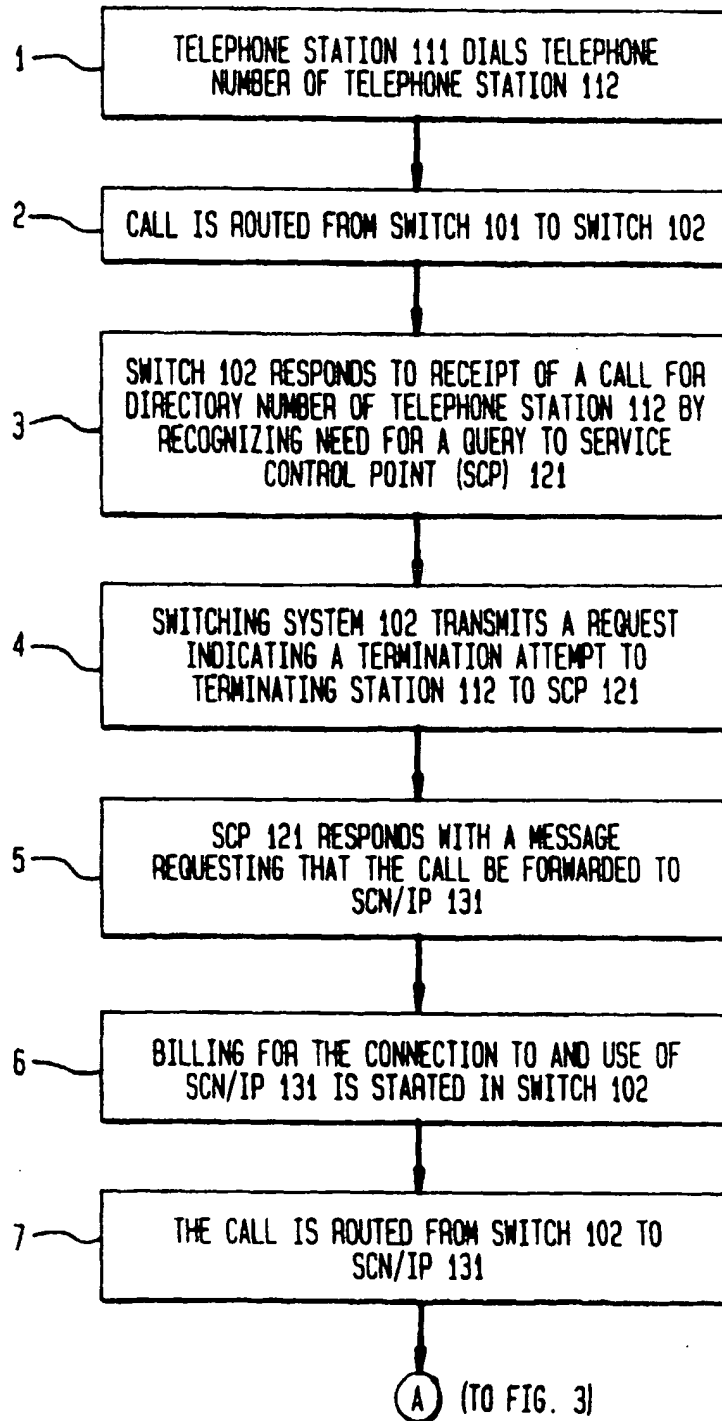 1
TELEPHONE STATION 111 DIALS TELEPHONE
NUMBER OF TELEPHONE STATION 112
2
CALL IS ROUTED FROM SWITCH 101 TO SWITCH 102
3
SWITCH 102 RESPONDS TO RECEIPT OF A CALL FOR
DIRECTORY NUMBER OF TELEPHONE STATION 112 BY
RECOGNIZING NEED FOR A QUERY TO SERVICE
CONTROL POINT (SCP) 121
4
SWITCHING SYSTEM 102 TRANSMITS A REQUEST
INDICATING A TERMINATION ATTEMPT TO
TERMINATING STATION 112 TO SCP 121
5
SCP 121 RESPONDS WITH A MESSAGE
REQUESTING THAT THE CALL BE FORWARDED TO
SCN/IP 131
6
BILLING FOR THE CONNECTION TO AND USE OF
SCN/IP 131 IS STARTED IN SWITCH 102
7
THE CALL IS ROUTED FROM SWITCH 102 TO
SCN/IP 131
A (TO FIG. 3)